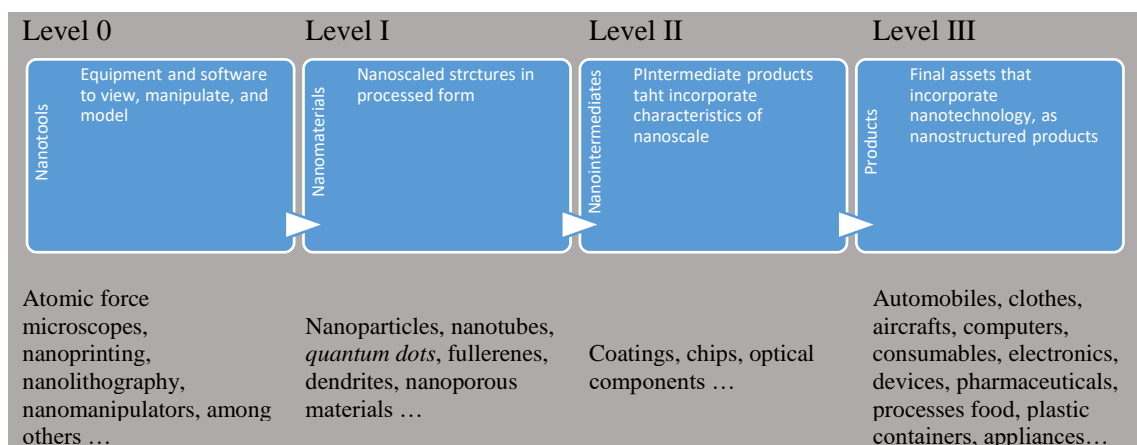 Level 0
Level I
Level II
Level III
Nanotools
Equipment and software
to view, manipulate, and
model
Nanomaterials
Nanoscaled strctures in
processed form
Nanointermediates
PIntermediate products
taht incorporate
characteristics of
nanoscale
Products
Final assets that
incorporate
nanotechnology, as
nanostructured products
Atomic force
microscopes,
nanoprinting,
nanolithography,
nanomanipulators, among
others …
Nanoparticles, nanotubes,
quantum dots, fullerenes,
dendrites, nanoporous
materials …
Coatings, chips, optical
components …
Automobiles, clothes,
aircrafts, computers,
consumables, electronics,
devices, pharmaceuticals,
processes food, plastic
containers, appliances…